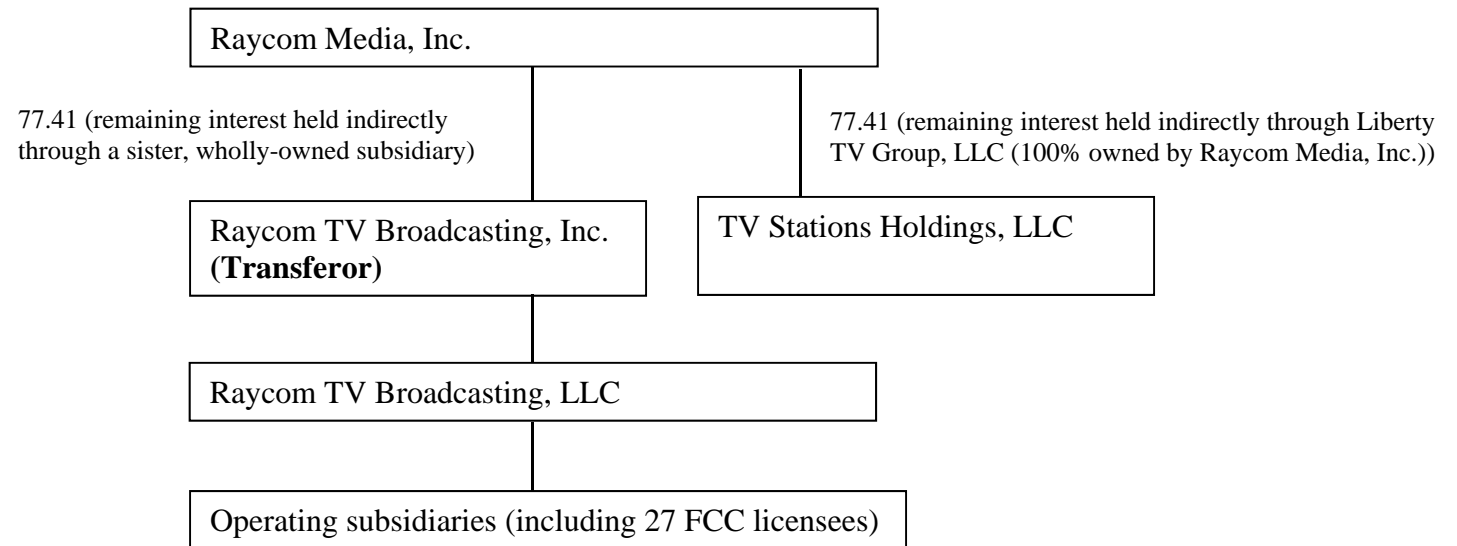 Raycom Media, Inc.
77.41 (remaining interest held indirectly
through a sister, wholly-owned subsidiary)
77.41 (remaining interest held indirectly through Liberty
TV Group, LLC (100% owned by Raycom Media, Inc.))
Raycom TV Broadcasting, Inc.
(Transferor)
TV Stations Holdings, LLC
Raycom TV Broadcasting, LLC
Operating subsidiaries (including 27 FCC licensees)